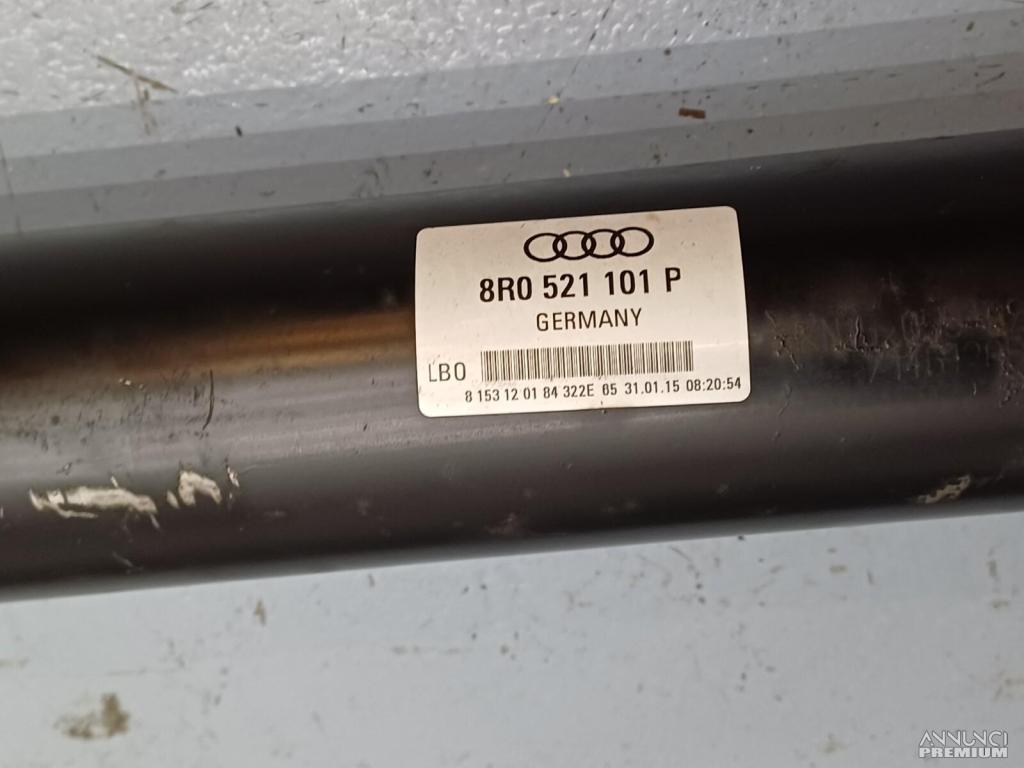 8R0 521 101 P
GERMANY
LB0
8 153 12 01 84 322E 05 31.01.15 08:20:54
ANNUNCI
PREMIUM